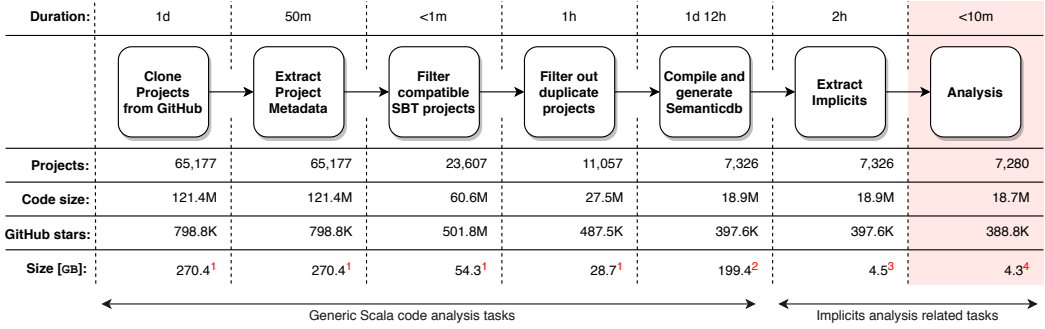 Duration: 1d 50m <1m 1h 1d 12h 2h <10m
Clone Projects from GitHub
Extract Project Metadata
Filter compatible SBT projects
Filter out duplicate projects
Compile and generate Semanticdb
Extract Implicits
Analysis
Projects: 65,177 65,177 23,607 11,057 7,326 7,326 7,280
Code size: 121.4M 121.4M 60.6M 27.5M 18.9M 18.9M 18.7M
GitHub stars: 798.8K 798.8K 501.8M 487.5K 397.6K 397.6K 388.8K
Size [GB]: 270.4¹ 270.4¹ 54.3¹ 28.7¹ 199.4² 4.5³ 4.3⁴
Generic Scala code analysis tasks Implicits analysis related tasks